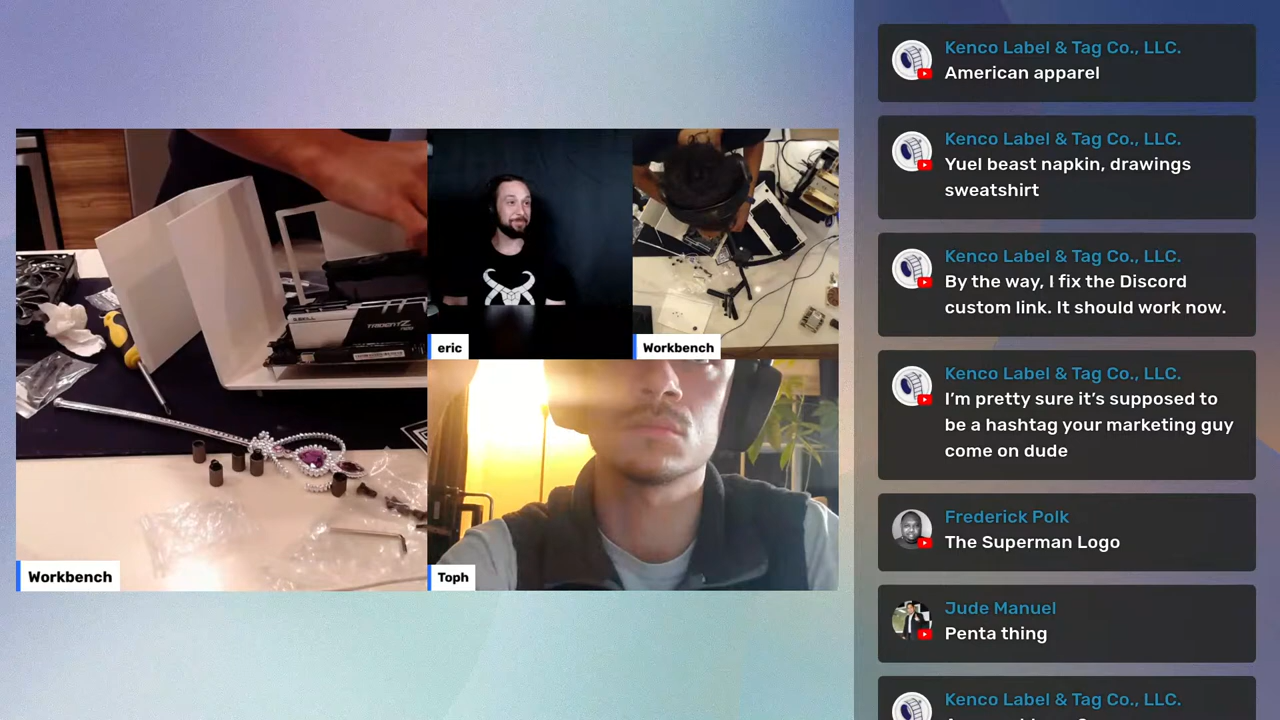 G.SKILL
TRIDENT Z
Workbench
eric
Workbench
Toph
Kenco Label & Tag Co., LLC.
American apparel
Kenco Label & Tag Co., LLC.
Yuel beast napkin, drawings
sweatshirt
Kenco Label & Tag Co., LLC.
By the way, I fix the Discord
custom link. It should work now.
Kenco Label & Tag Co., LLC.
I'm pretty sure it's supposed to
be a hashtag your marketing guy
come on dude
Frederick Polk
The Superman Logo
Jude Manuel
Penta thing
Kenco Label & Tag Co., LLC.